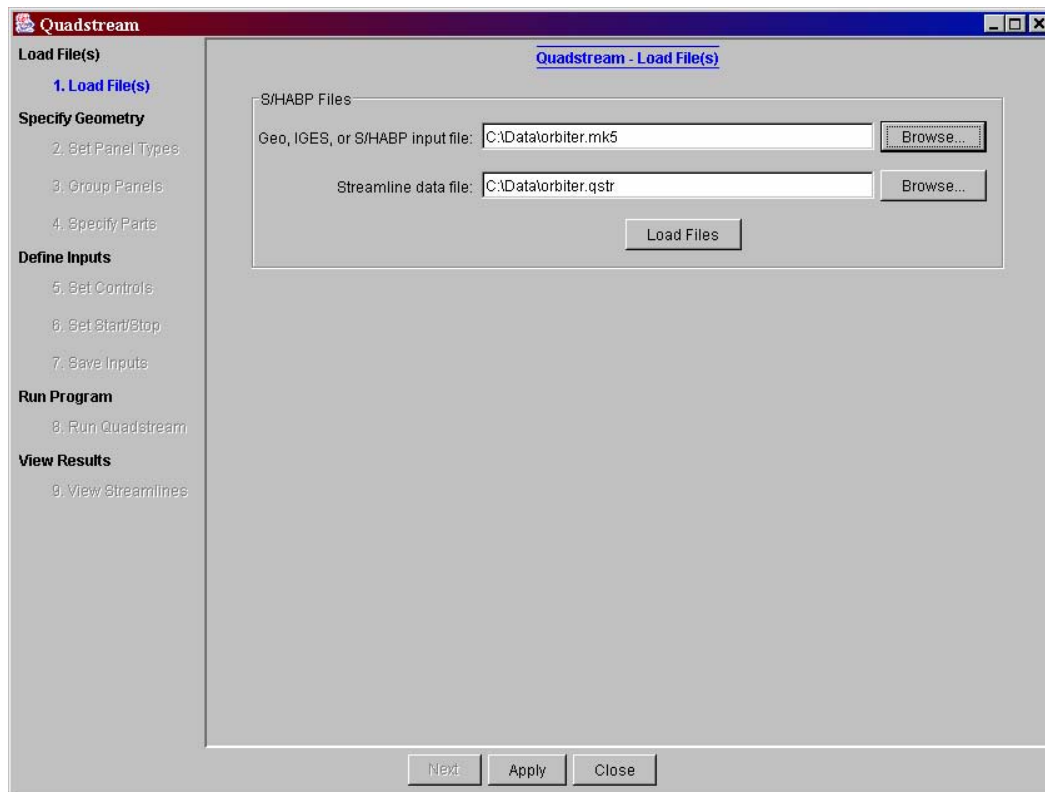 Quadstream
Load File(s)
1. Load File(s)
Specify Geometry
2. Set Panel Types
3. Group Panels
4. Specify Parts
Define Inputs
5. Set Controls
6. Set Start/Stop
7. Save Inputs
Run Program
8. Run Quadstream
View Results
9. View Streamlines
Quadstream - Load File(s)
S/HABP Files
Geo, IGES, or S/HABP input file: C:\Data\orbiter.mk5 Browse...
Streamline data file: C:\Data\orbiter.qstr Browse...
Load Files
Next Apply Close